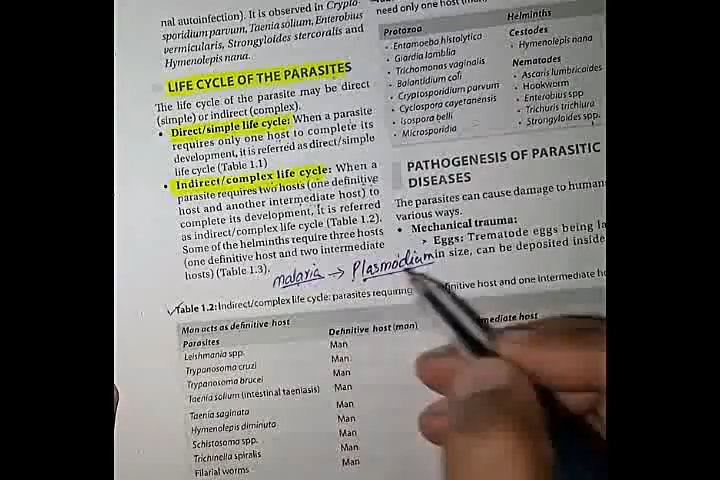 nal autoinfection). It is observed in Crypto-
sporidium parvum, Taenia solium, Enterobius
vermicularis, Strongyloides stercoralis and
Hymenolepis nana.
LIFE CYCLE OF THE PARASITES
The life cycle of the parasite may be direct
(simple) or indirect (complex).
• Direct/simple life cycle: When a parasite
requires only one host to complete its
development, it is referred as direct/simple
life cycle (Table 1.1)
• Indirect/complex life cycle: When a
parasite requires two hosts (one definitive
host and another intermediate host) to
complete its development, It is referred
as indirect/complex life cycle (Table 1.2).
Some of the helminths require three hosts
(one definitive host and two intermediate
hosts) (Table 1.3).
malaria → Plasmodium
need only one host (m
Protozoa Helminths
• Entamoeba histolytica
• Giardia lamblia
• Trichomonas vaginalis
• Balantidium coli
• Cryptosporidium parvum
• Cyclospora cayetanensis
• Isospora belli
• Microsporidia
Cestodes
• Hymenolepis nana
Nematodes
• Ascaris lumbricoides
• Hookworm
• Enterobius spp
• Trichuris trichiura
• Strongyloides spp.
PATHOGENESIS OF PARASITIC
DISEASES
The parasites can cause damage to human
various ways.
• Mechanical trauma:
➤ Eggs: Trematode eggs being la
in size, can be deposited inside
Table 1.2: Indirect/complex life cycle: parasites requiring definitive host and one intermediate ho
Man acts as definitive host
Parasites Definitive host (man) mediate host
Leishmania spp. Man
Trypanosoma cruzi Man
Trypanosoma brucei Man
Taenia solium (intestinal taeniasis) Man
Taenia saginata Man
Hymenolepis diminuta Man
Schistosoma spp. Man
Trichinella spiralis Man
Filarial worms Man